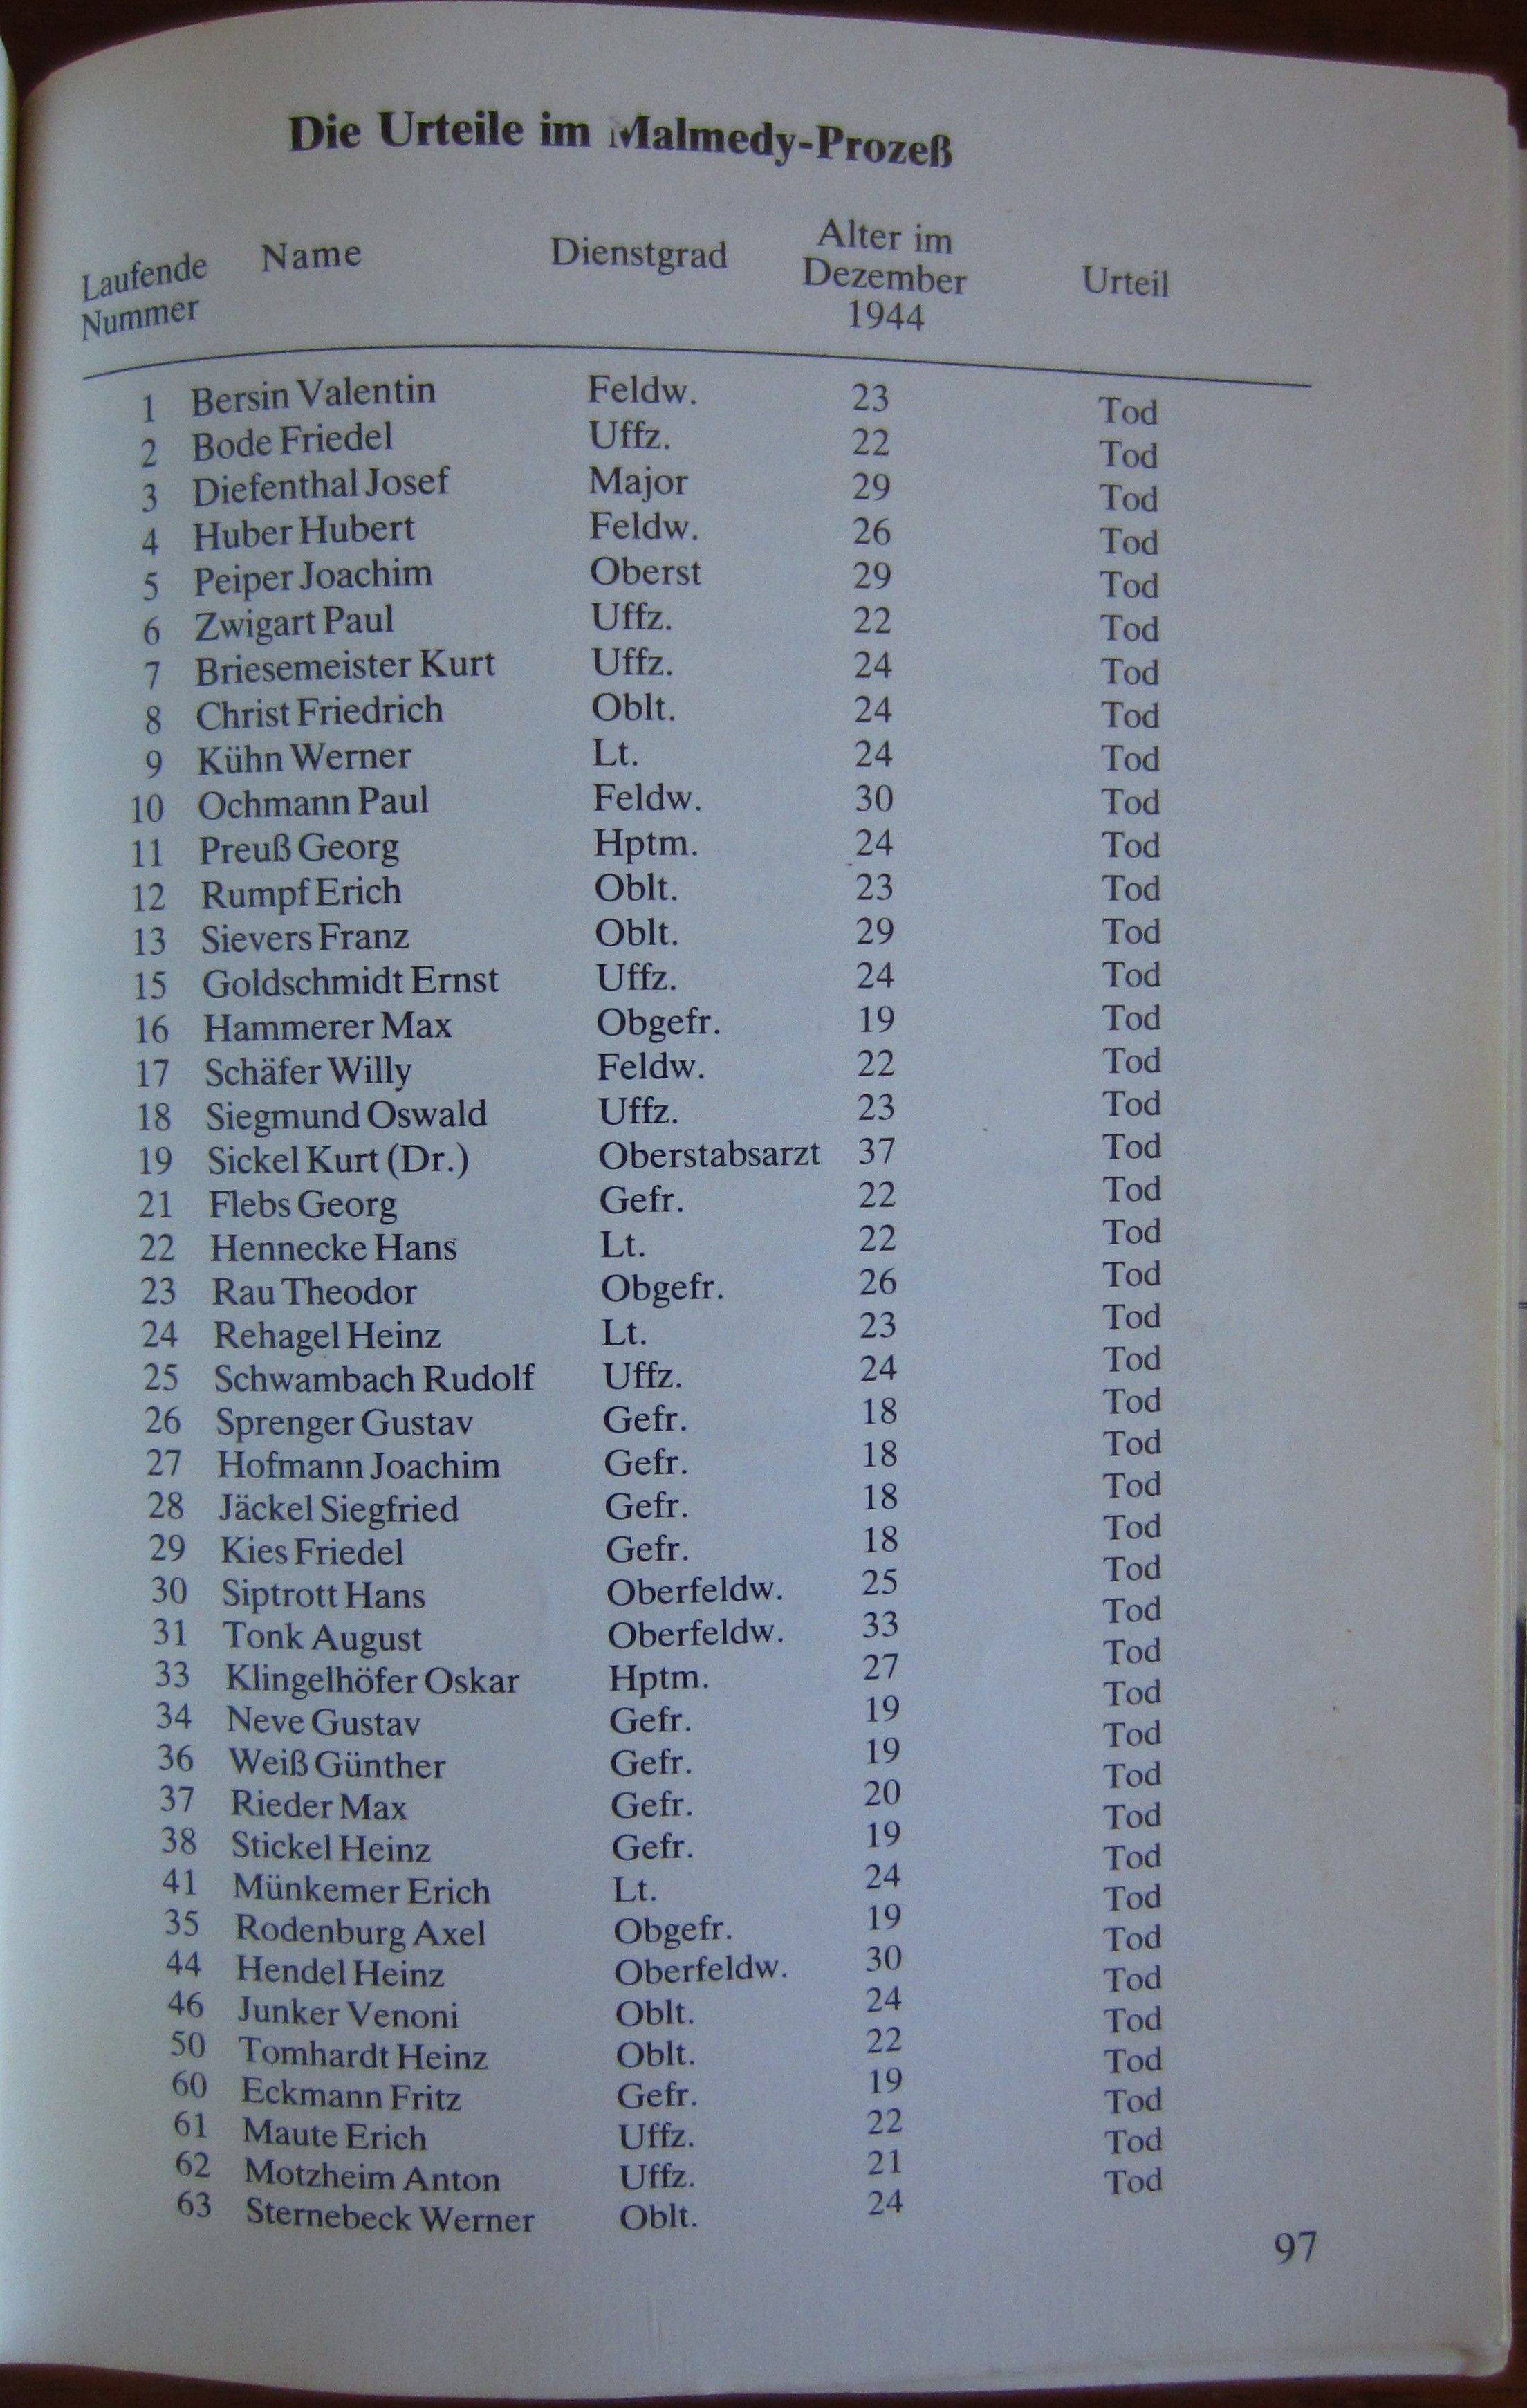 Die Urteile im Malmedy-Prozeß
Laufende Nummer Name Dienstgrad Alter im Dezember 1944 Urteil
1 Bersin Valentin Feldw. 23 Tod
2 Bode Friedel Uffz. 22 Tod
3 Diefenthal Josef Major 29 Tod
4 Huber Hubert Feldw. 26 Tod
5 Peiper Joachim Oberst 29 Tod
6 Zwigart Paul Uffz. 22 Tod
7 Briesemeister Kurt Uffz. 24 Tod
8 Christ Friedrich Oblt. 24 Tod
9 Kühn Werner Lt. 24 Tod
10 Ochmann Paul Feldw. 30 Tod
11 Preuß Georg Hptm. 24 Tod
12 Rumpf Erich Oblt. 23 Tod
13 Sievers Franz Oblt. 29 Tod
15 Goldschmidt Ernst Uffz. 24 Tod
16 Hammerer Max Obgefr. 19 Tod
17 Schäfer Willy Feldw. 22 Tod
18 Siegmund Oswald Uffz. 23 Tod
19 Sickel Kurt (Dr.) Oberstabsarzt 37 Tod
21 Flebs Georg Gefr. 22 Tod
22 Hennecke Hans Lt. 22 Tod
23 Rau Theodor Obgefr. 26 Tod
24 Rehagel Heinz Lt. 23 Tod
25 Schwambach Rudolf Uffz. 24 Tod
26 Sprenger Gustav Gefr. 18 Tod
27 Hofmann Joachim Gefr. 18 Tod
28 Jäckel Siegfried Gefr. 18 Tod
29 Kies Friedel Gefr. 18 Tod
30 Siptrott Hans Oberfeldw. 25 Tod
31 Tonk August Oberfeldw. 33 Tod
33 Klingelhöfer Oskar Hptm. 27 Tod
34 Neve Gustav Gefr. 19 Tod
36 Weiß Günther Gefr. 19 Tod
37 Rieder Max Gefr. 20 Tod
38 Stickel Heinz Gefr. 19 Tod
41 Münkemer Erich Lt. 24 Tod
35 Rodenburg Axel Obgefr. 19 Tod
44 Hendel Heinz Oberfeldw. 30 Tod
46 Junker Venoni Oblt. 24 Tod
50 Tomhardt Heinz Oblt. 22 Tod
60 Eckmann Fritz Gefr. 19 Tod
61 Maute Erich Uffz. 22 Tod
62 Motzheim Anton Uffz. 21 Tod
63 Sternebeck Werner Oblt. 24 Tod
97